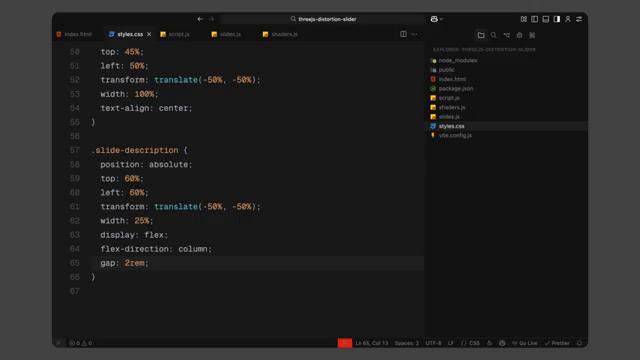 threejs-distortion-slider
index.html
styles.css
script.js
slides.js
shaders.js
50 top: 45%;
51 left: 50%;
52 transform: translate(-50%, -50%);
53 width: 100%;
54 text-align: center;
55 }
56
57 .slide-description {
58 position: absolute;
59 top: 60%;
60 left: 60%;
61 transform: translate(-50%, -50%);
62 width: 25%;
63 display: flex;
64 flex-direction: column;
65 gap: 2rem;
66 }
67
EXPLORER: THREEJS-DISTORTION-SLIDER
node_modules
public
index.html
package.json
script.js
shaders.js
slides.js
styles.css
vite.config.js
0 0
Ln 65, Col 13
Spaces: 2
UTF-8
LF
{} CSS
Go Live
Prettier